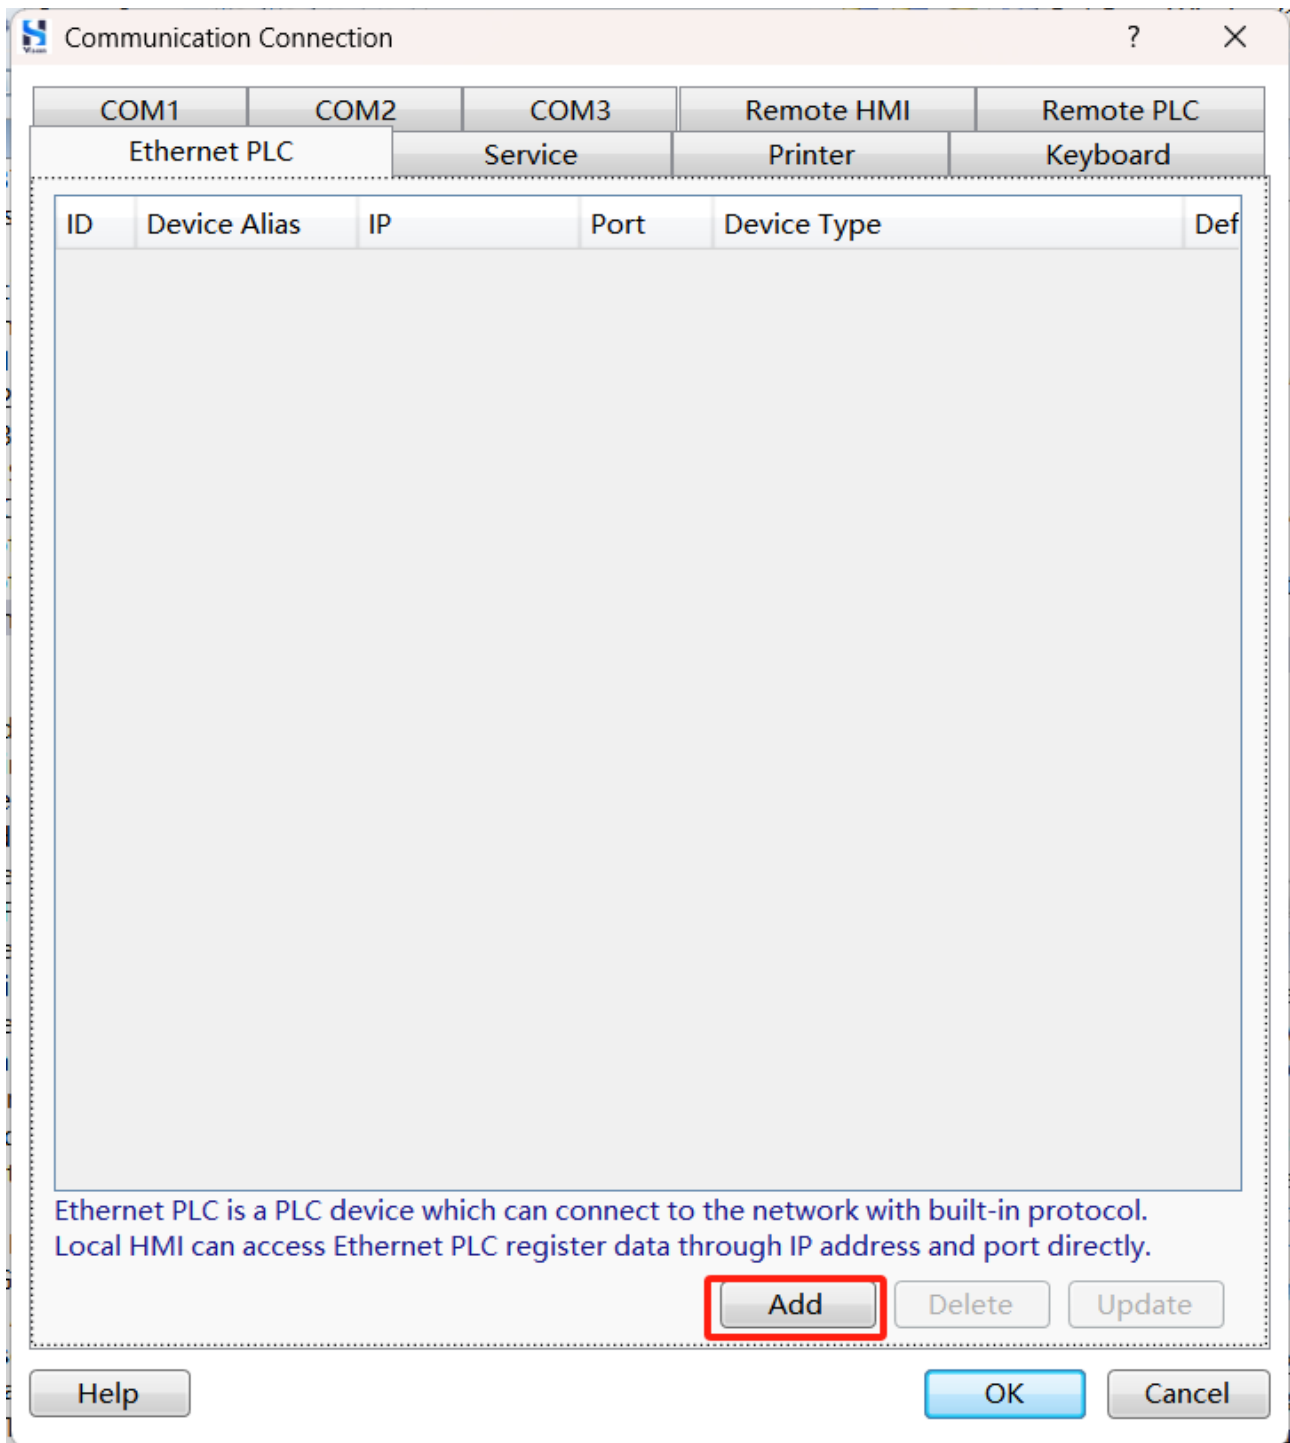 Communication Connection ?
COM1 COM2 COM3 Remote HMI Remote PLC
Ethernet PLC Service Printer Keyboard
ID Device Alias IP Port Device Type Def
Ethernet PLC is a PLC device which can connect to the network with built-in protocol.
Local HMI can access Ethernet PLC register data through IP address and port directly.
Add Delete Update
Help OK Cancel